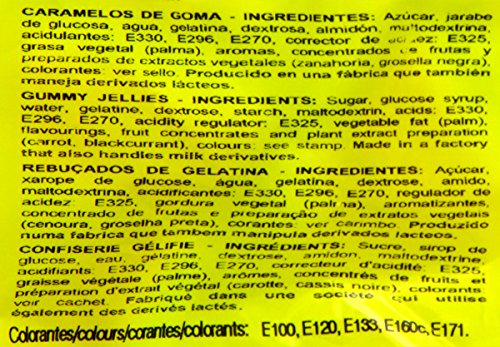 CARAMELOS DE GOMA - INGREDIENTES: Azúcar, jarabe
de glucosa, agua, gelatina, dextrosa, almidón, maltodextrina,
acidulantes: E330, E296, E270, corrector de E325,
grasa vegetal (palma), aromas, concentrados de frutas y
preparados de extractos vegetales (zanahoria, grosella negra),
colorantes: ver sello. Producido en una fábrica que también
maneja derivados lácteos.
GUMMY JELLIES - INGREDIENTS: Sugar, glucose syrup,
water, gelatine, dextrose, starch, maltodextrin, acids: E330,
E296, E270, acidity regulator: E325, vegetable fat (palm),
flavourings, fruit concentrates and plant extract preparation
(carrot, blackcurrant), colours: see stamp. Made in a factory
that also handles milk derivatives.
REBUÇADOS DE GELATINA - INGREDIENTES: Açúcar,
xarope de glucose, água, gelatina, dextrose, amido,
maltodextrina, acidificantes: E330, E296, E270, regulador de
acidez: E325, gordura vegetal (palma), aromatizantes,
concentrado de frutas e preparação de extratos vegetais
(cenoura, groselha preta), corantes: ver carimbo. Produzido
numa fabrica que tambem manipula derivados lácteos.
CONFISERIE GÉLIFIE - INGRÉDIENTS: Sucre, sirop de
glucose, eau, gélatine, dextrose, amidon, maltodextrine,
acidifiants: E330, E296, E270, correcteur d'acidité: E325,
graisse végétale (palme), arômes, concentrés de fruits et
préparation d'extrait végétal (carotte, cassis noire), colorants:
voir cachet. Fabriqué dans une société qui utilise
également des dérivés lactés.
Colorantes/colours/corantes/colorants: E100, E120, E133, E160c, E171.